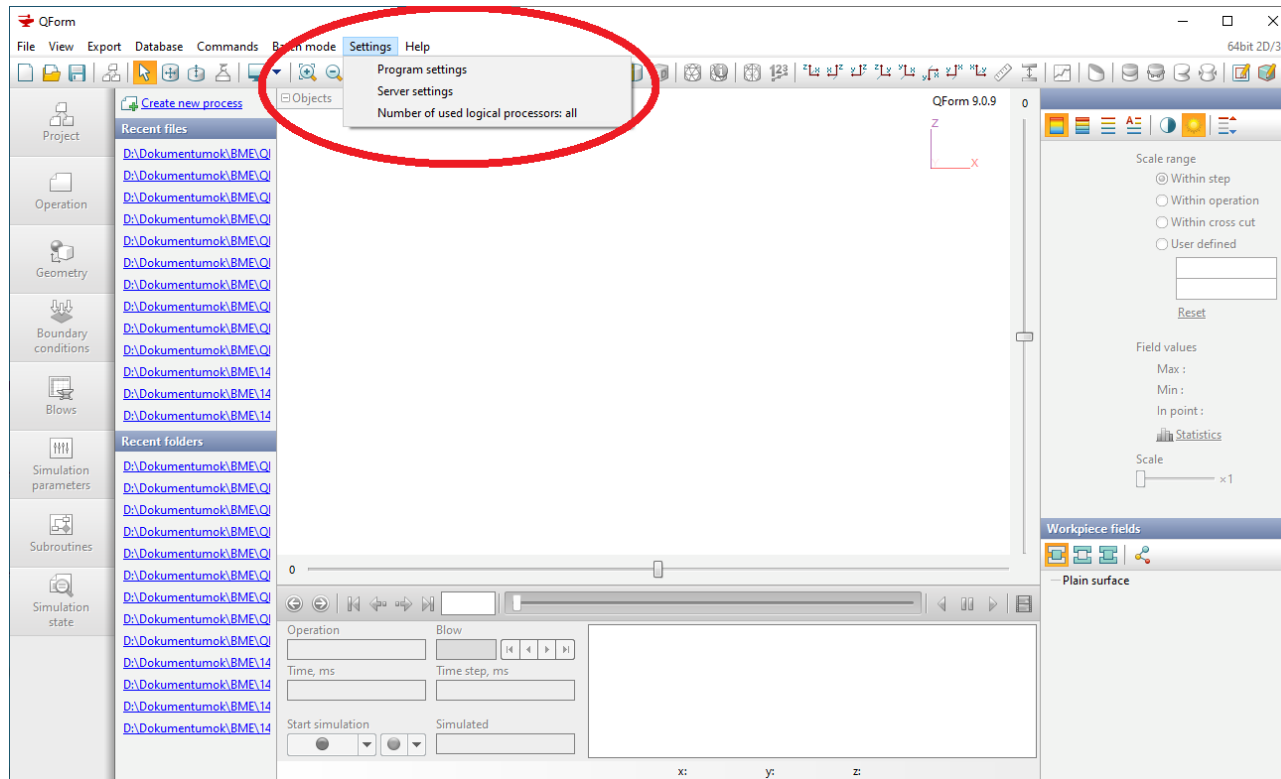 QForm
File View Export Database Commands Batch mode Settings Help
64bit 2D/3
Program settings
Server settings
Number of used logical processors: all
Project
Operation
Geometry
Boundary
conditions
Blows
Simulation
parameters
Subroutines
Simulation
state
Create new process
Recent files
D:\Dokumentumok\BME\Q
D:\Dokumentumok\BME\Q
D:\Dokumentumok\BME\Q
D:\Dokumentumok\BME\Q
D:\Dokumentumok\BME\Q
D:\Dokumentumok\BME\Q
D:\Dokumentumok\BME\Q
D:\Dokumentumok\BME\Q
D:\Dokumentumok\BME\Q
D:\Dokumentumok\BME\Q
D:\Dokumentumok\BME\14
D:\Dokumentumok\BME\14
D:\Dokumentumok\BME\14
Recent folders
D:\Dokumentumok\BME\Q
D:\Dokumentumok\BME\Q
D:\Dokumentumok\BME\Q
D:\Dokumentumok\BME\Q
D:\Dokumentumok\BME\Q
D:\Dokumentumok\BME\Q
D:\Dokumentumok\BME\Q
D:\Dokumentumok\BME\Q
D:\Dokumentumok\BME\Q
D:\Dokumentumok\BME\14
D:\Dokumentumok\BME\14
D:\Dokumentumok\BME\14
D:\Dokumentumok\BME\14
Objects
QForm 9.0.9
0
Z
X
0
Operation
Blow
Time, ms
Time step, ms
Start simulation
Simulated
x: y: z:
Scale range
Within step
Within operation
Within cross cut
User defined
Reset
Field values
Max :
Min :
In point :
Statistics
Scale
×1
Workpiece fields
Plain surface